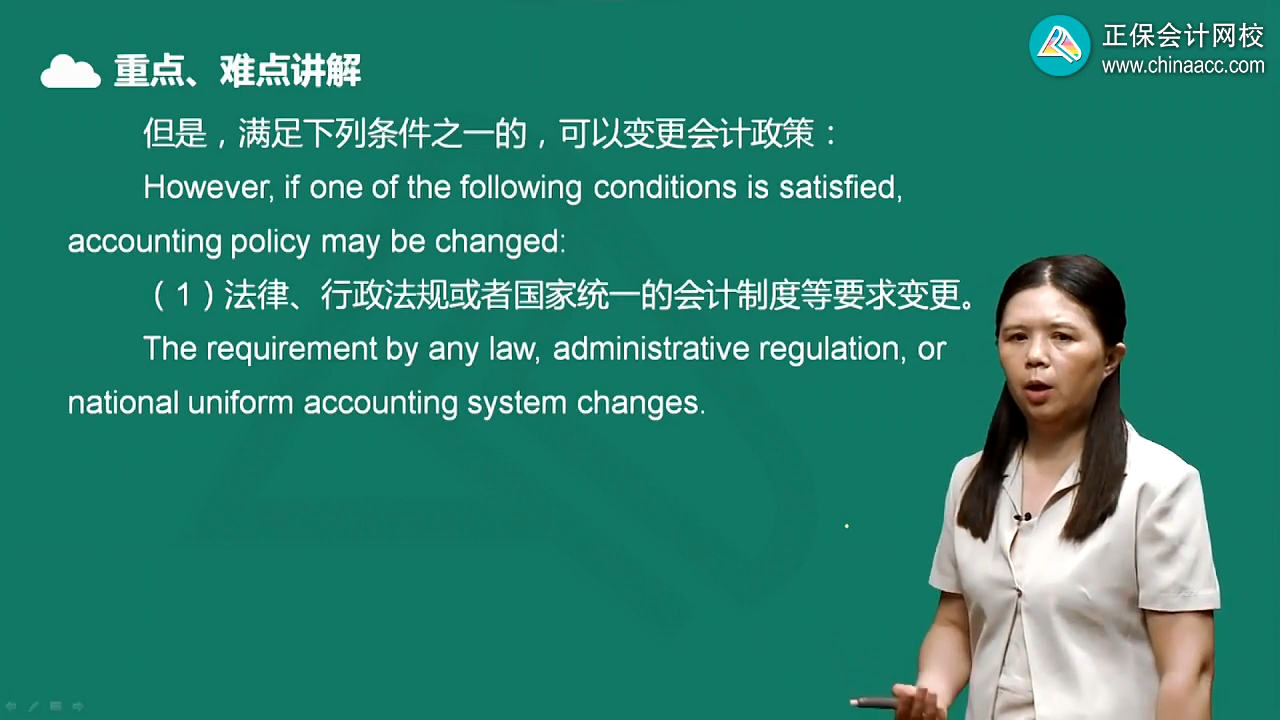 正保会计网校
www.chinaacc.com
重点、难点讲解
但是，满足下列条件之一的，可以变更会计政策：
However, if one of the following conditions is satisfied,
accounting policy may be changed:
（1）法律、行政法规或者国家统一的会计制度等要求变更。
The requirement by any law, administrative regulation, or
national uniform accounting system changes.